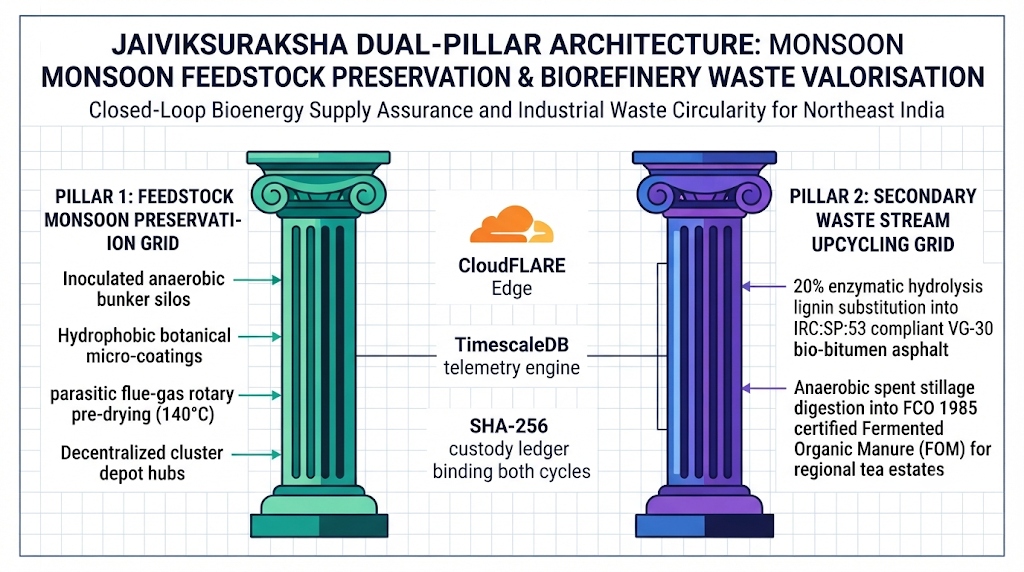 JAIVIKSURAKSHA DUAL-PILLAR ARCHITECTURE: MONSOON
MONSOON FEEDSTOCK PRESERVATION & BIOREFINERY WASTE VALORISATION
Closed-Loop Bioenergy Supply Assurance and Industrial Waste Circularity for Northeast India
PILLAR 1: FEEDSTOCK
MONSOON PRESERVATI-
ION GRID
Inoculated anaerobic
bunker silos
Hydrophobic botanical
micro-coatings
parasitic flue-gas rotary
pre-drying (140°C)
Decentralized cluster
depot hubs
CloudFLARE
Edge
TimescaleDB
telemetry engine
SHA-256
custody ledger
binding both cycles
PILLAR 2: SECONDARY
WASTE STREAM
UPCYCLING GRID
20% enzymatic hydrolysis
lignin substitution into
IRC:SP:53 compliant VG-30
bio-bitumen asphalt
Anaerobic spent stillage
digestion into FCO 1985
certified Fermented
Organic Manure (FOM) for
regional tea estates